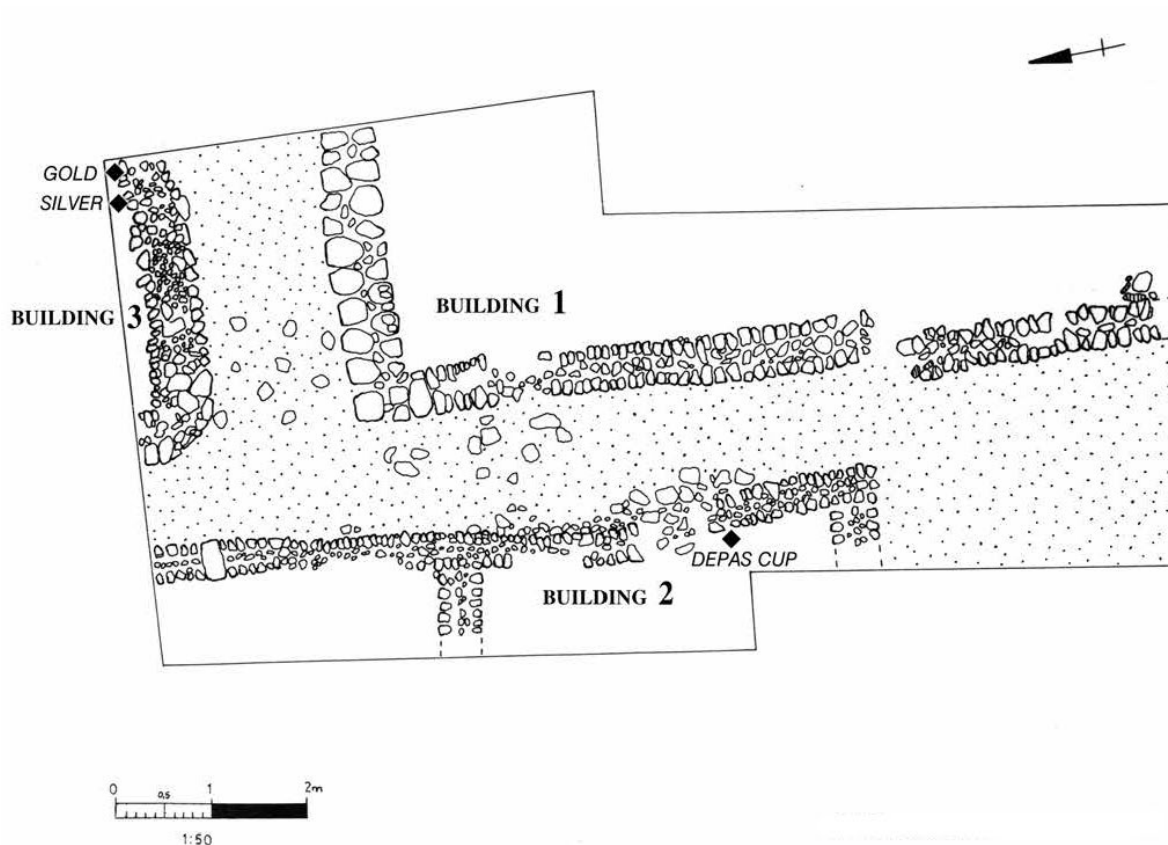 GOLD
SILVER
BUILDING 3
BUILDING 1
DEPAS CUP
BUILDING 2
0 0,5 1 2m
1:50